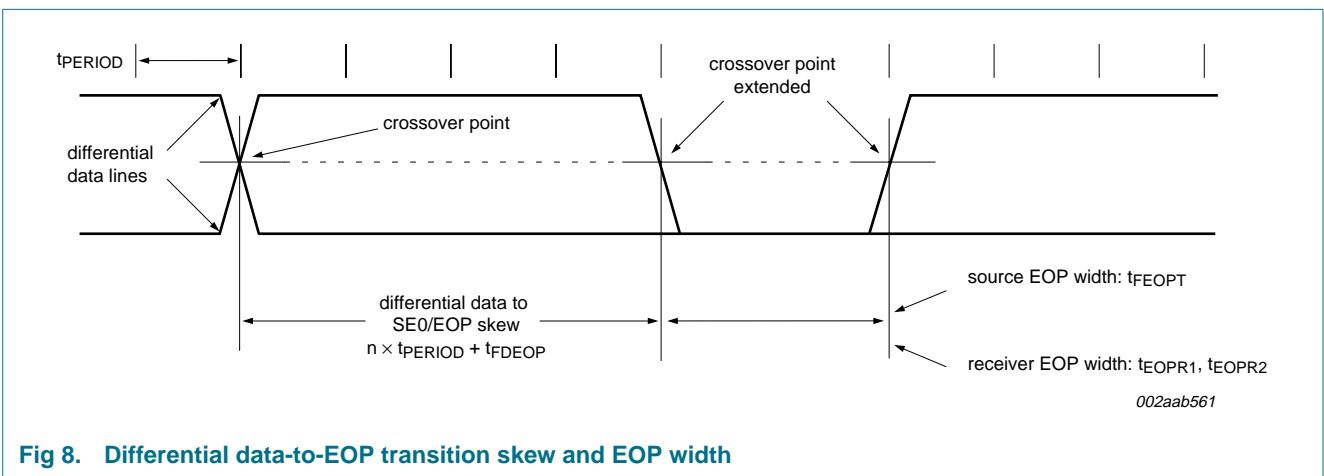 tPERIOD
crossover point
extended
crossover point
differential
data lines
differential data to
SE0/EOP skew
n × tPERIOD + tFDEOP
source EOP width: tFEOPT
receiver EOP width: tEOPR1, tEOPR2
002aab561
Fig 8. Differential data-to-EOP transition skew and EOP width